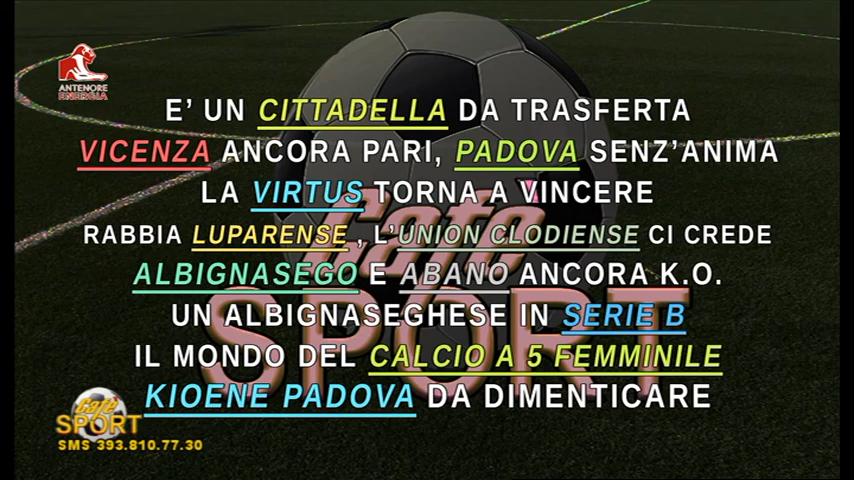 ANTENORE
ENERGIA
E' UN CITTADELLA DA TRASFERTA
VICENZA ANCORA PARI, PADOVA SENZ'ANIMA
LA VIRTUS TORNA A VINCERE
RABBIA LUPARENSE , L'UNION CLODIENSE CI CREDE
ALBIGNASEGO E ABANO ANCORA K.O.
UN ALBIGNASEGHESE IN SERIE B
IL MONDO DEL CALCIO A 5 FEMMINILE
KIOENE PADOVA DA DIMENTICARE
Cafè
SPORT
Cafè
SPORT
SMS 393.810.77.30